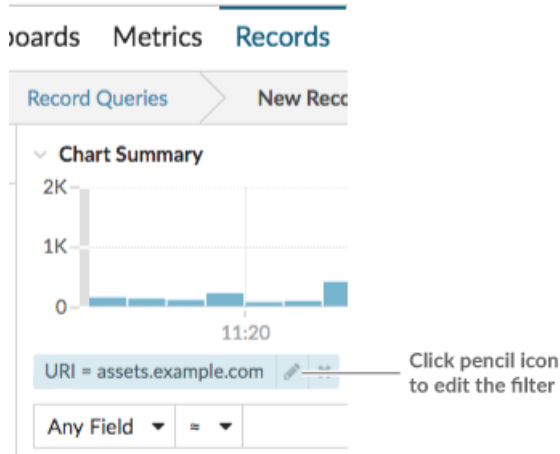 oards Metrics Records
Record Queries New Reco
Chart Summary
2K
1K
0
11:20
URI = assets.example.com
Click pencil icon
to edit the filter
Any Field ≈